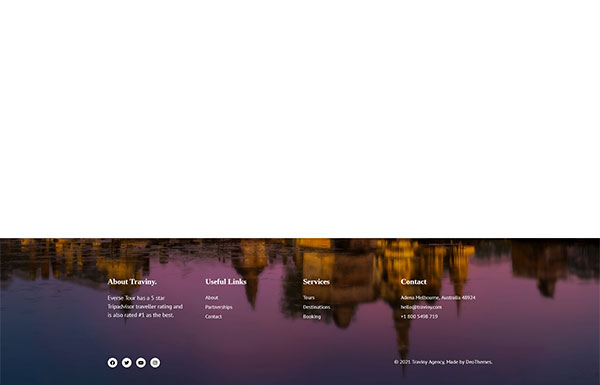 About Traviny.
Everse Tour has a 5 star
Tripadvisor traveller rating and
is also rated #1 as the best.
Useful Links
About
Partnerships
Contact
Services
Tours
Destinations
Booking
Contact
Adena Melbourne, Australia 48924
hello@traviny.com
+1 800 5498 719
© 2021 Traviny Agency, Made by DeoThemes.